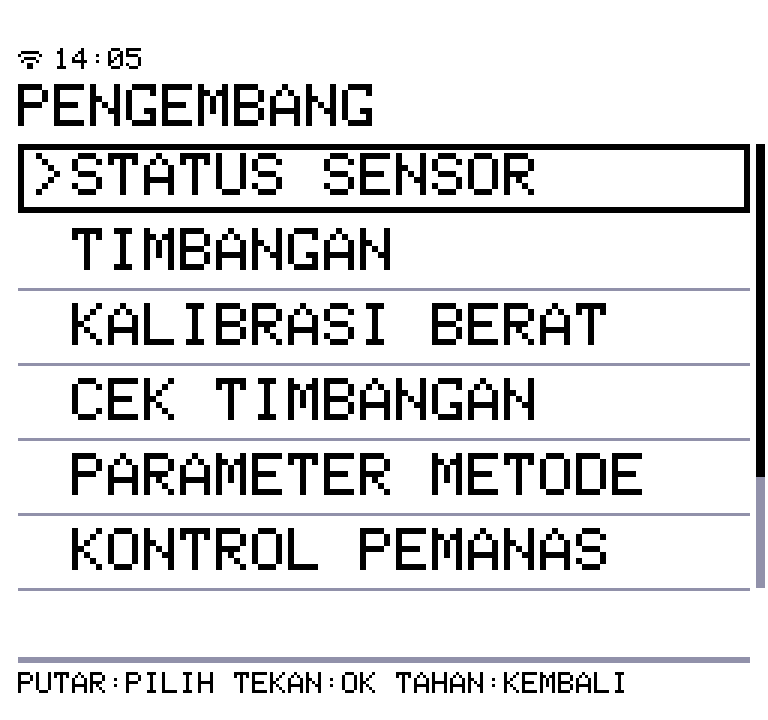 14:05
PENGEMBANG
>STATUS SENSOR
TIMBANGAN
KALIBRASI BERAT
CEK TIMBANGAN
PARAMETER METODE
KONTROL PEMANAS
PUTAR:PILIH TEKAN:OK TAHAN:KEMBALI